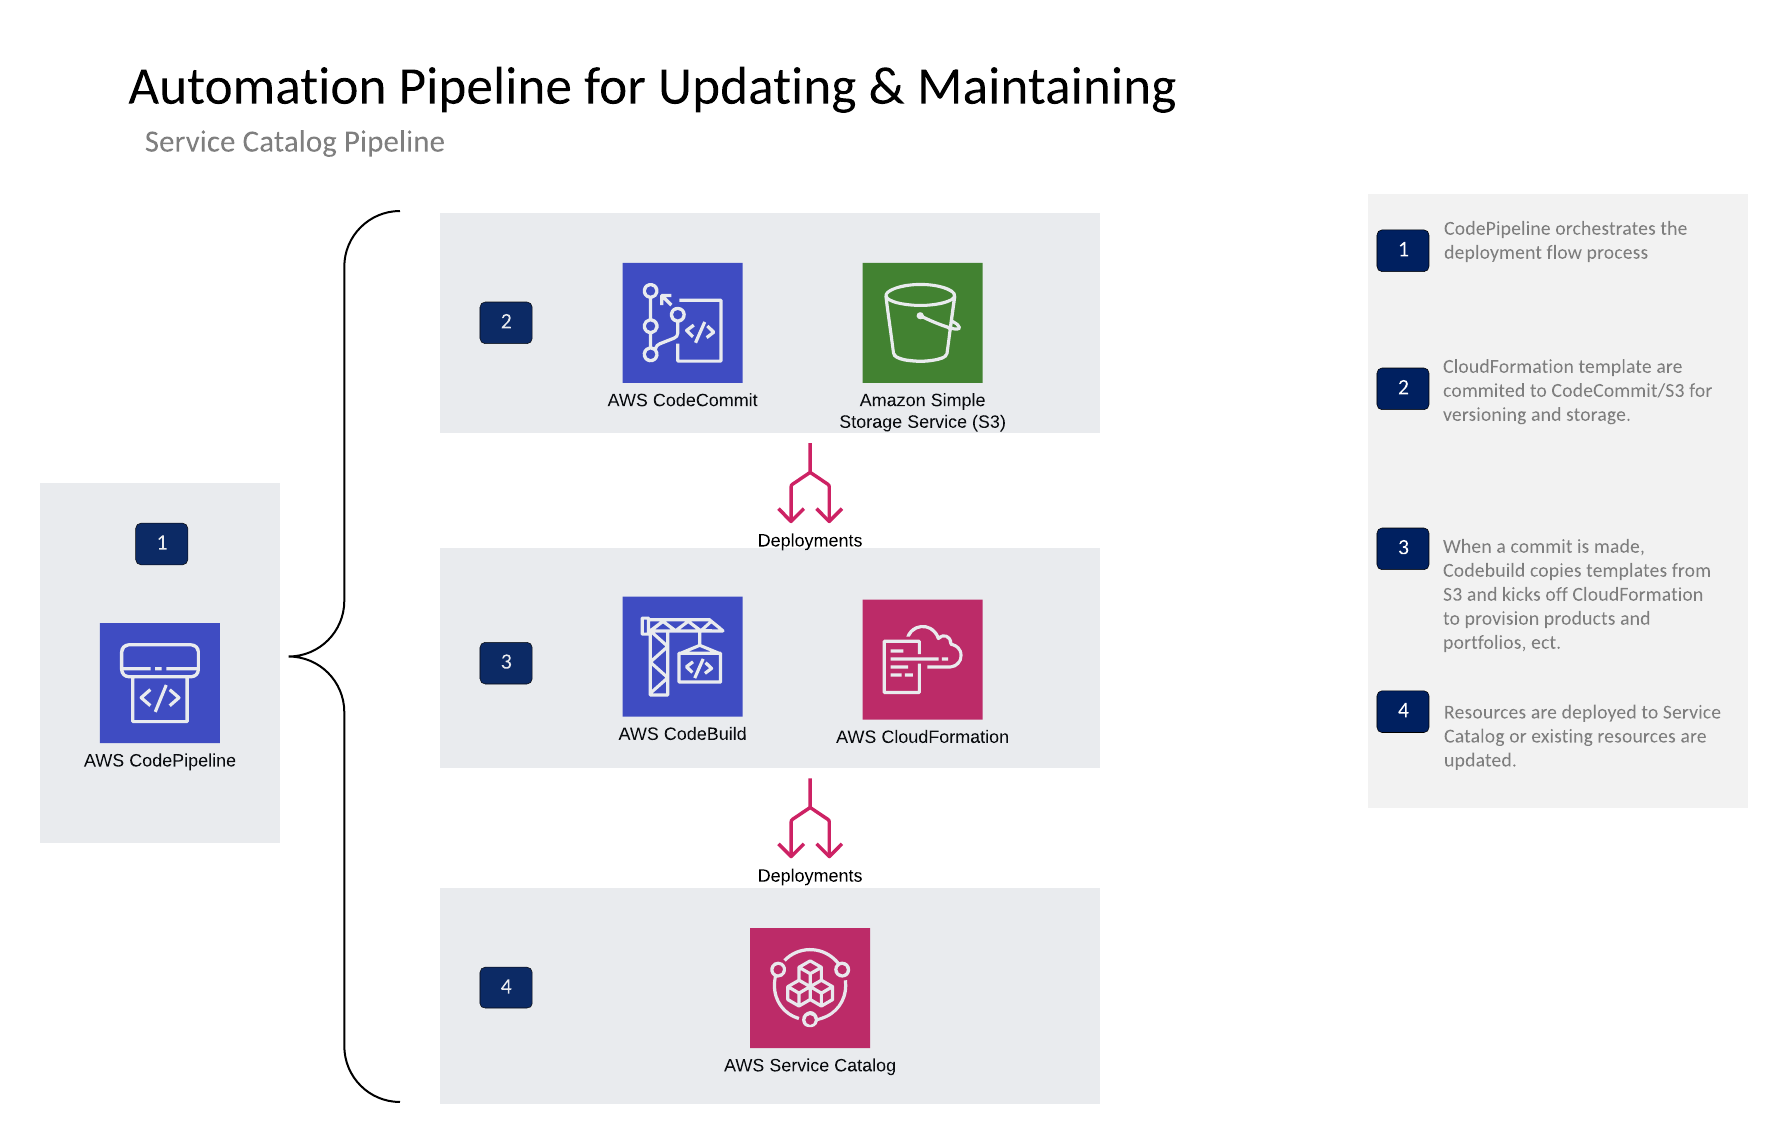 Automation Pipeline for Updating & Maintaining
Service Catalog Pipeline
1
AWS CodePipeline
2
AWS CodeCommit
Amazon Simple
Storage Service (S3)
Deployments
3
AWS CodeBuild
AWS CloudFormation
Deployments
4
AWS Service Catalog
1
CodePipeline orchestrates the
deployment flow process
2
CloudFormation template are
commited to CodeCommit/S3 for
versioning and storage.
3
When a commit is made,
Codebuild copies templates from
S3 and kicks off CloudFormation
to provision products and
portfolios, ect.
4
Resources are deployed to Service
Catalog or existing resources are
updated.